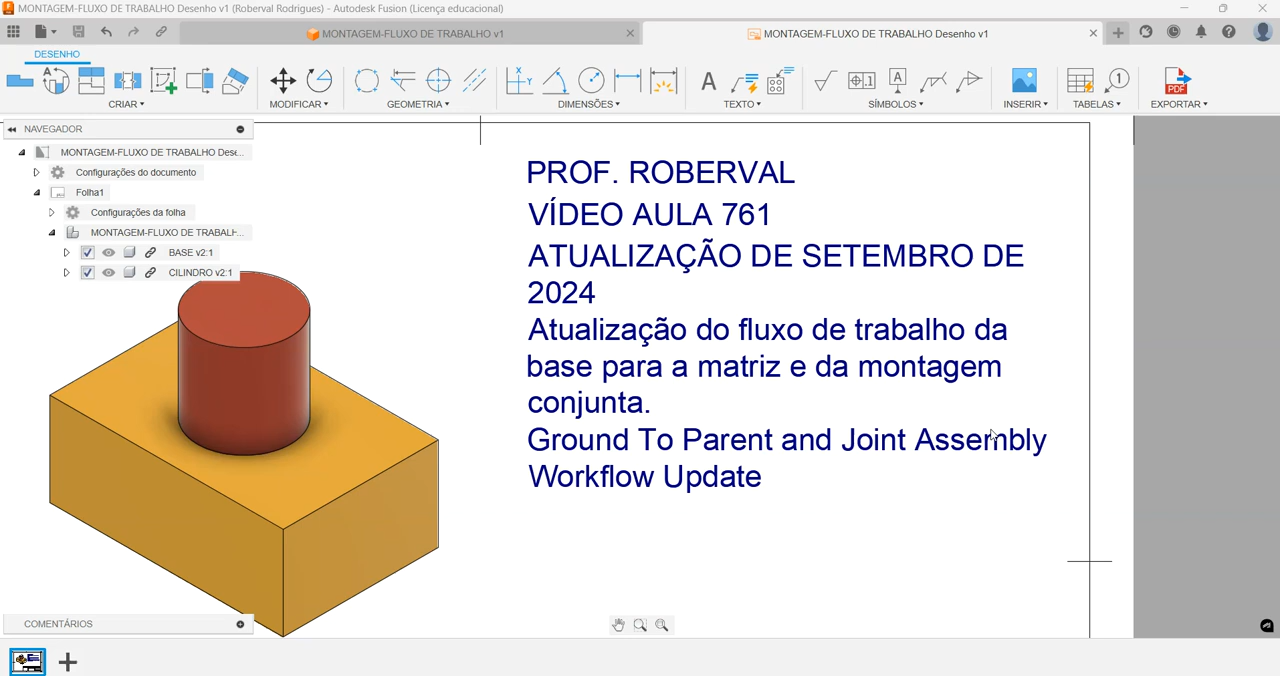 MONTAGEM-FLUXO DE TRABALHO Desenho v1 (Roberval Rodrigues) - Autodesk Fusion (Licença educacional)
MONTAGEM-FLUXO DE TRABALHO v1
MONTAGEM-FLUXO DE TRABALHO Desenho v1
DESENHO
CRIAR
MODIFICAR
GEOMETRIA
DIMENSÕES
TEXTO
SÍMBOLOS
INSERIR
TABELAS
EXPORTAR
NAVEGADOR
MONTAGEM-FLUXO DE TRABALHO Dese...
Configurações do documento
Folha1
Configurações da folha
MONTAGEM-FLUXO DE TRABALH...
BASE v2:1
CILINDRO v2:1
PROF. ROBERVAL
VÍDEO AULA 761
ATUALIZAÇÃO DE SETEMBRO DE
2024
Atualização do fluxo de trabalho da
base para a matriz e da montagem
conjunta.
Ground To Parent and Joint Assembly
Workflow Update
COMENTÁRIOS